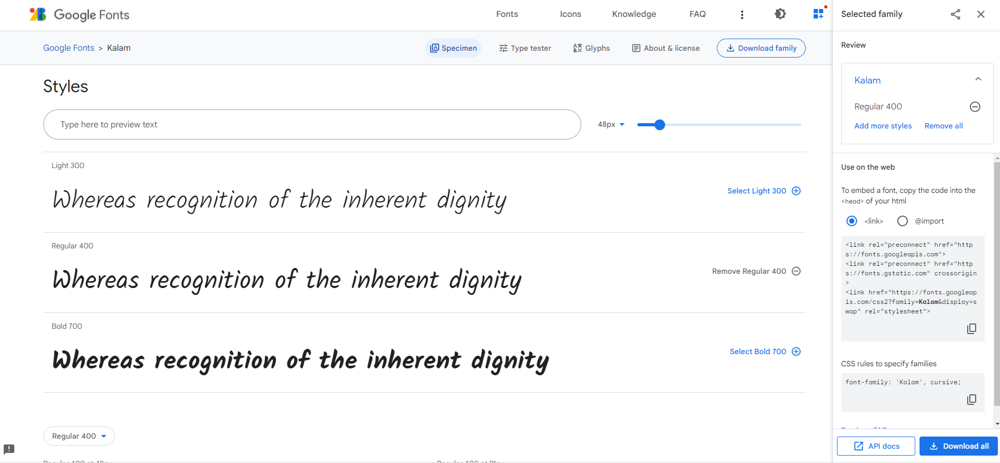 Google Fonts
Fonts
Icons
Knowledge
FAQ
Google Fonts > Kalam
Specimen
Type tester
Glyphs
About & license
Download family
Styles
Type here to preview text
48px
Light 300
Whereas recognition of the inherent dignity
Select Light 300
Regular 400
Whereas recognition of the inherent dignity
Remove Regular 400
Bold 700
Whereas recognition of the inherent dignity
Select Bold 700
Regular 400
Selected family
Review
Kalam
Regular 400
Add more styles
Remove all
Use on the web
To embed a font, copy the code into the
<head> of your html
<link>
@import
<link rel="preconnect" href="http
s://fonts.googleapis.com">
<link rel="preconnect" href="http
s://fonts.gstatic.com" crossorigin
>
<link href="https://fonts.googleap
is.com/css2?family=Kalam&display=s
wap" rel="stylesheet">
CSS rules to specify families
font-family: 'Kalam', cursive;
API docs
Download all